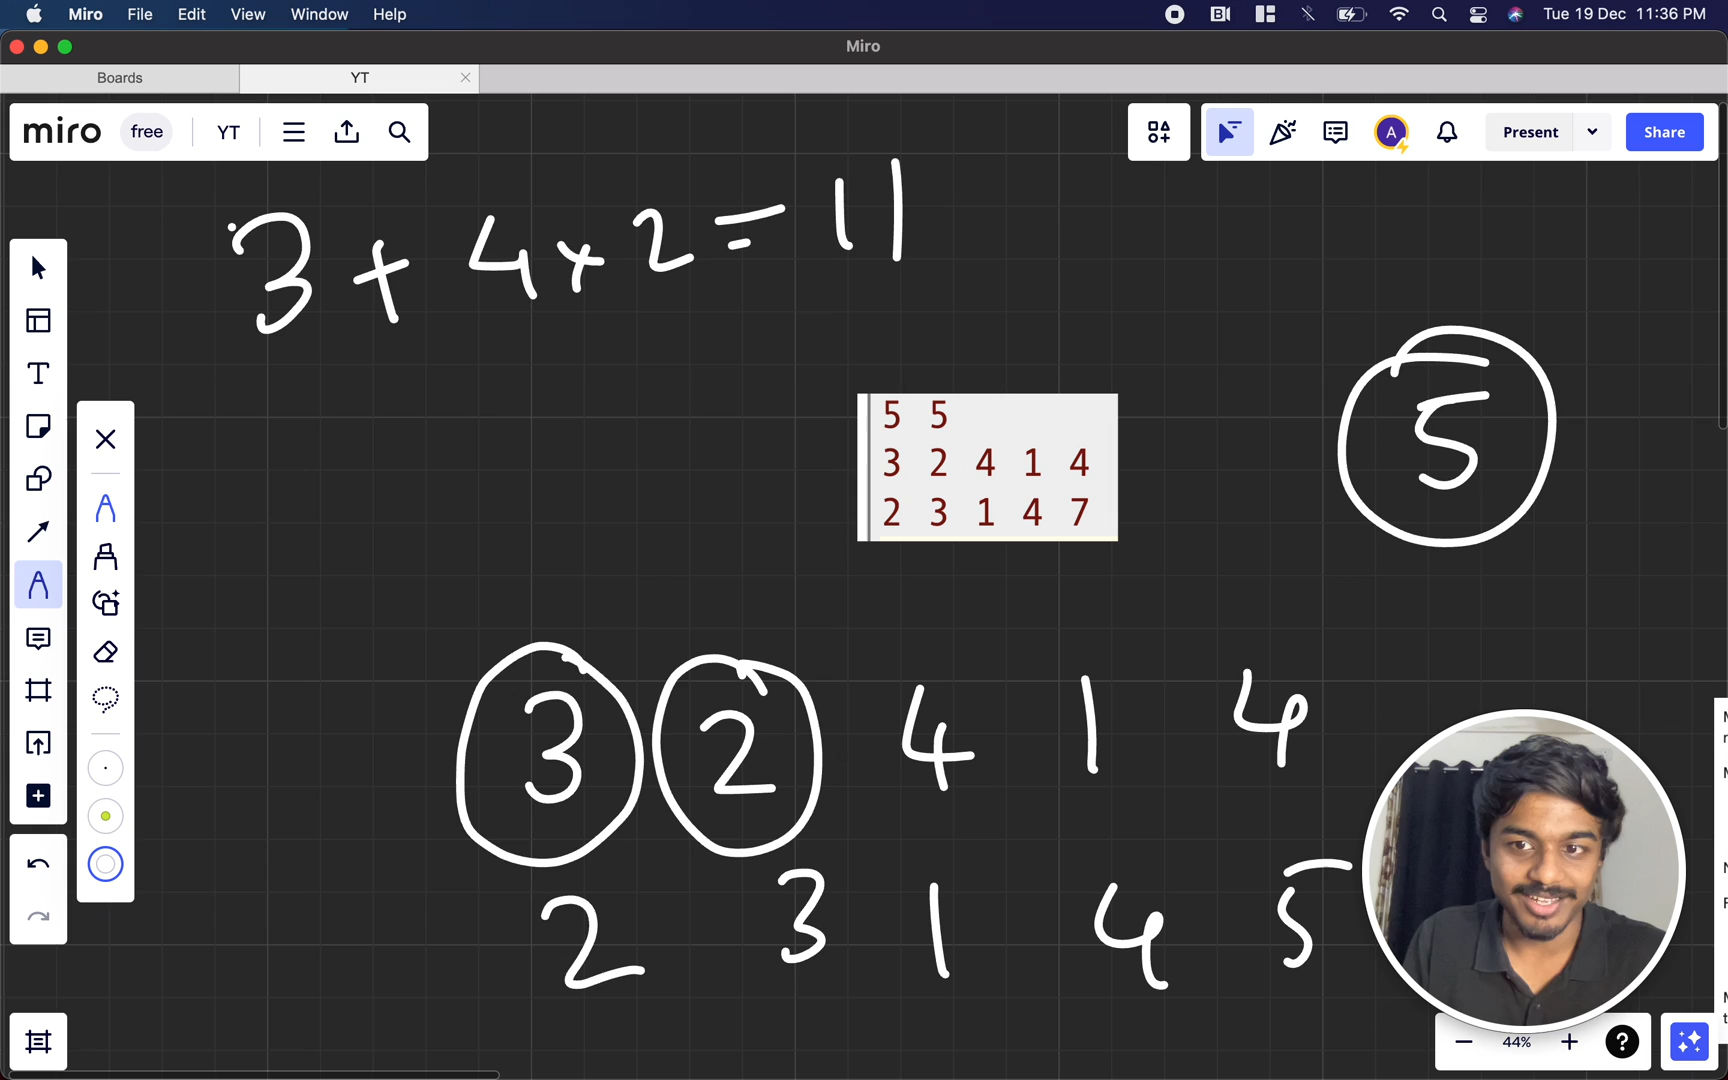 Miro File Edit View Window Help Tue 19 Dec 11:36 PM
Miro
Boards YT
miro free YT Present Share
A
3 + 4 x 2 = 11
5 5
3 2 4 1 4
2 3 1 4 7
5
3 2 4 1 4
2 3 1 4 5
44%